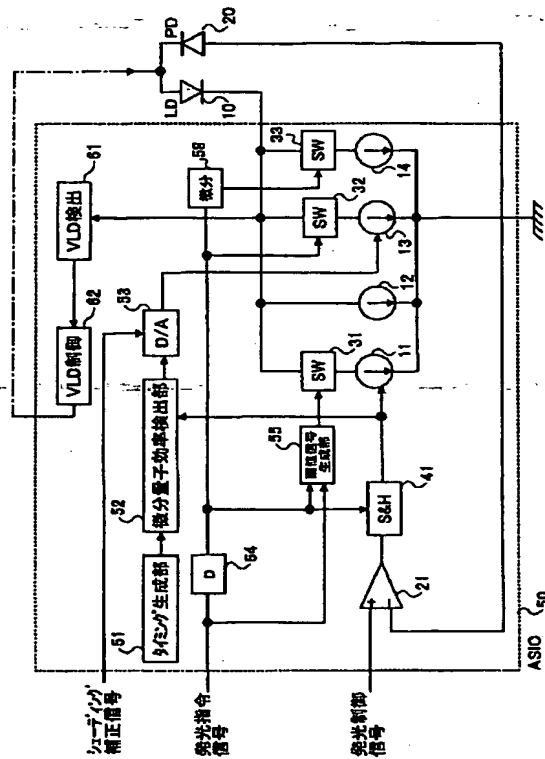 シェーディング
補正信号
発光指令
信号
発光制御
信号
51
タイミング生成部
52
微分量子効率検出部
53
D/A
62
VLD制御
61
VLD検出
54
D
55
生成部
58
微分
31
SW
32
SW
33
SW
11
12
13
14
41
S&H
21
+
−
LD
10
PD
20
ASIC
50